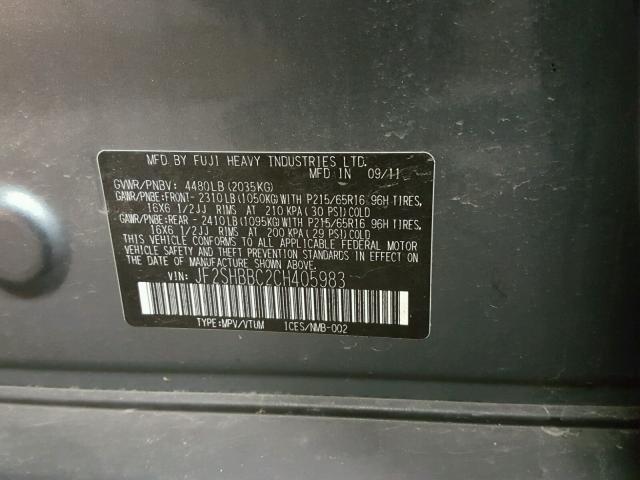 MFD BY FUJI HEAVY INDUSTRIES LTD.
MFD IN 09/11
GVWR/PNBV: 4480LB(2035KG)
GAWR/PNBE:FRONT- 2310LB(1050KG)WITH P215/65R16 96H TIRES,
16X6 1/2JJ RIMS AT 210 KPA(30 PSI)COLD
GAWR/PNBE:REAR - 2410LB(1095KG)WITH P215/65R16 96H TIRES,
16X6 1/2JJ RIMS AT 200 KPA(29 PSI)COLD
THIS VEHICLE CONFORMS TO ALL APPLICABLE FEDERAL MOTOR
VEHICLE SAFETY AND THEFT PREVENTION STANDARDS IN EFFECT ON
THE DATE OF MANUFACTURE SHOWN ABOVE.
VIN: JF2SHBBC2CH405983
TYPE:MPV/VTUM ICES/NMB-002